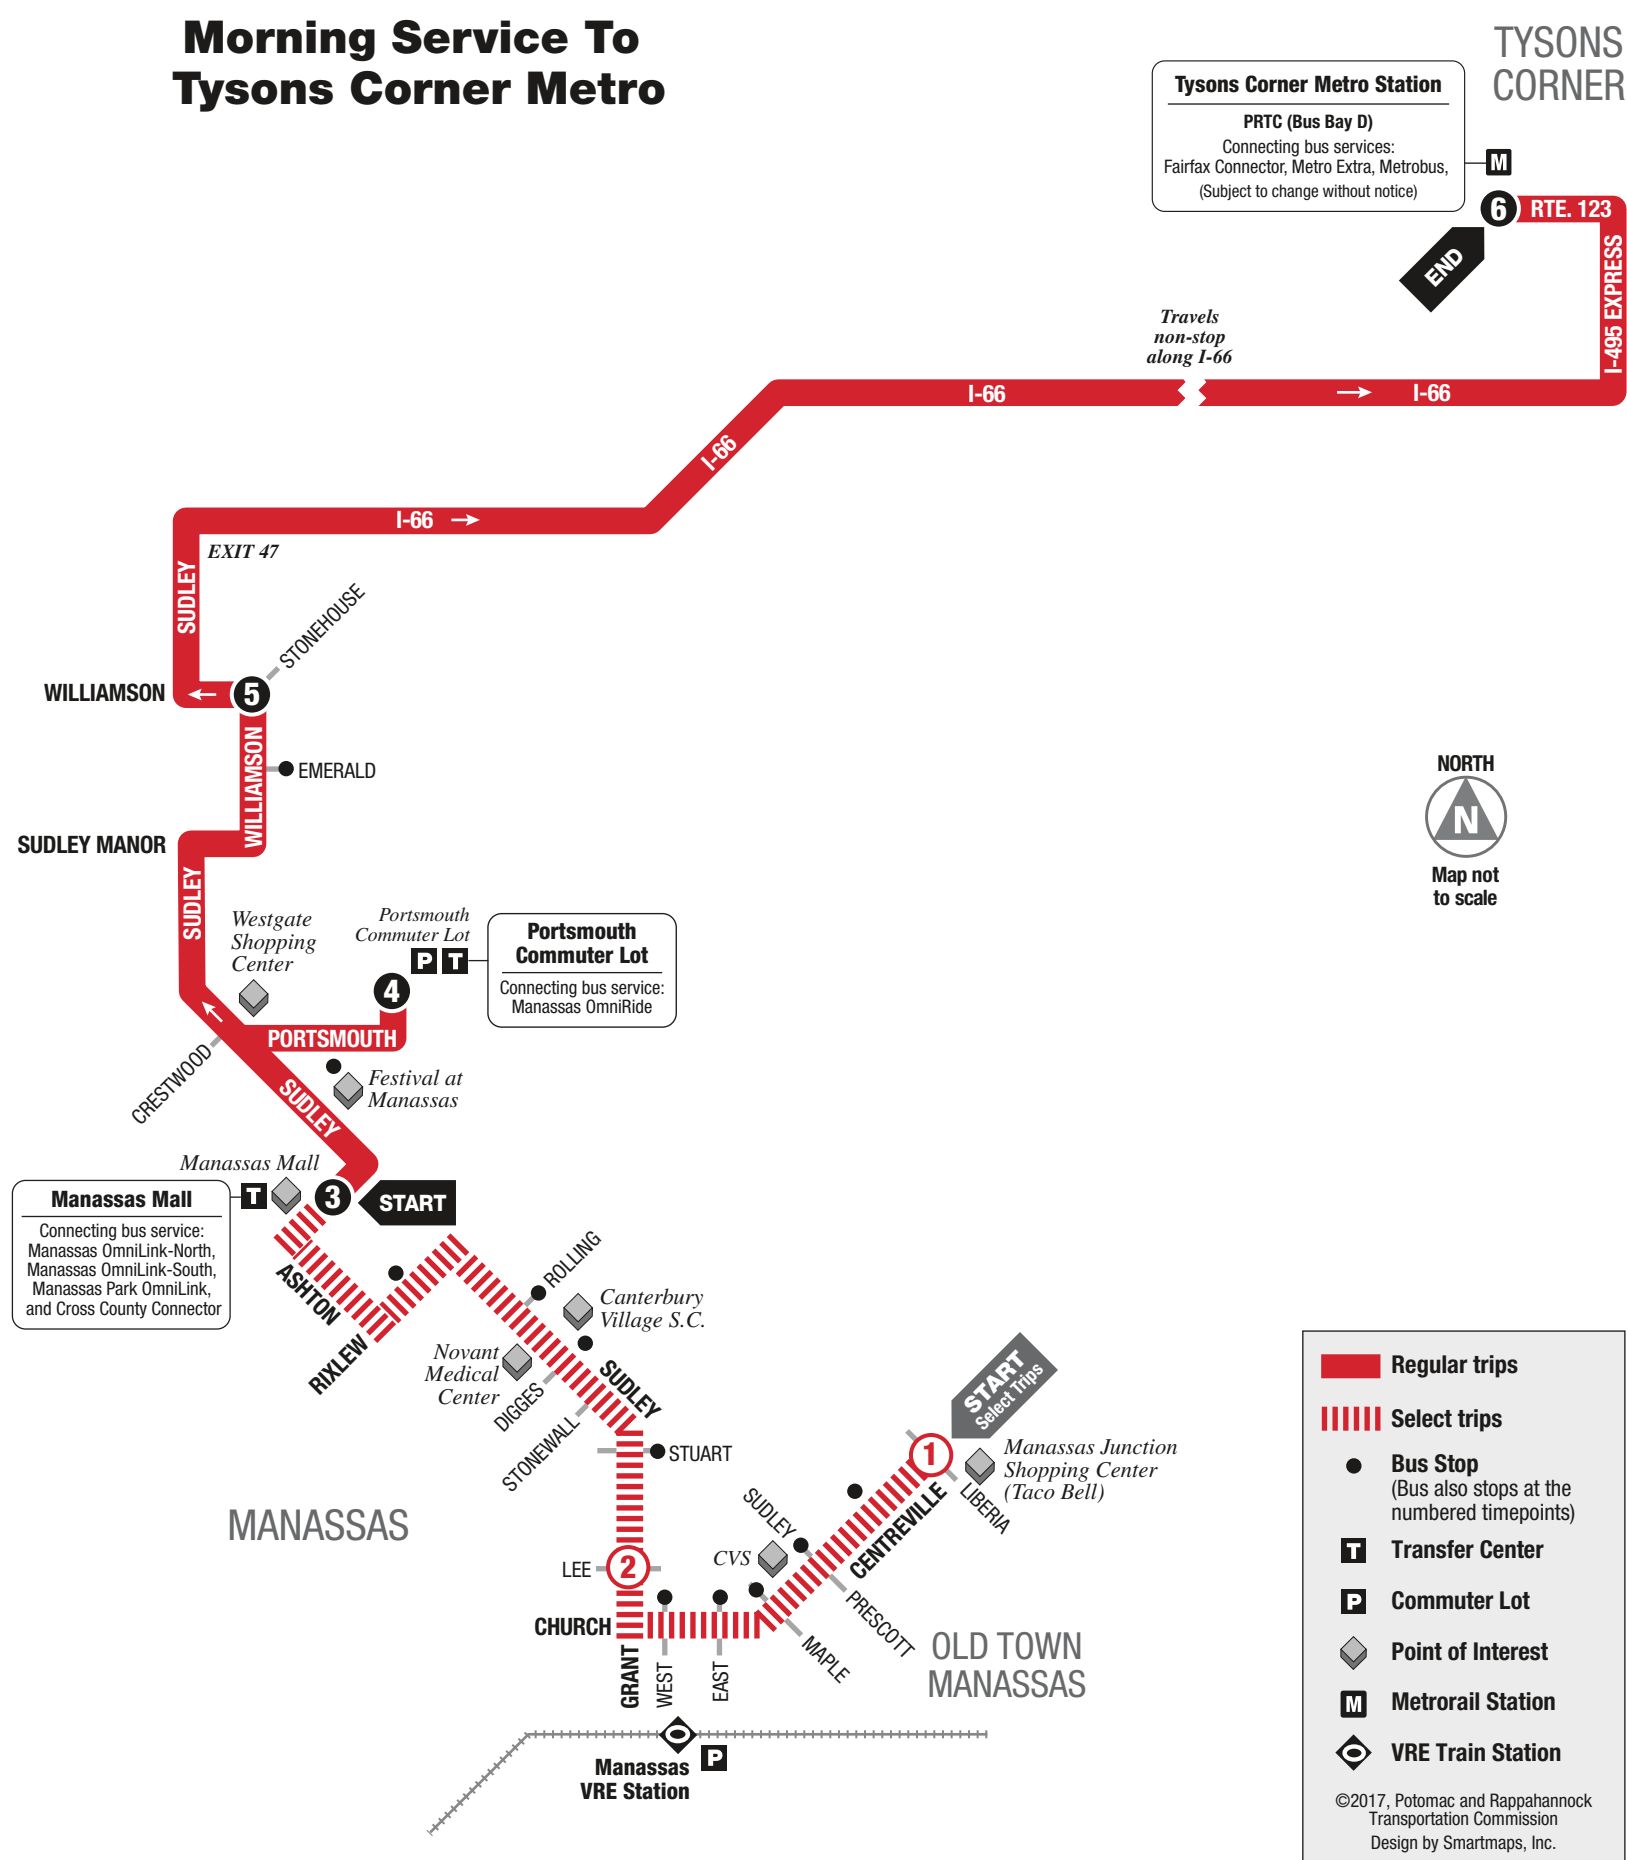 Morning Service To
Tysons Corner Metro
TYSONS
CORNER
Tysons Corner Metro Station
PRTC (Bus Bay D)
Connecting bus services:
Fairfax Connector, Metro Extra, Metrobus,
(Subject to change without notice)
M
6
RTE. 123
END
I-495 EXPRESS
Travels
non-stop
along I-66
I-66
I-66
I-66
I-66
EXIT 47
SUDLEY
STONEHOUSE
WILLIAMSON
5
WILLIAMSON
EMERALD
NORTH
N
Map not
to scale
SUDLEY MANOR
SUDLEY
Westgate
Shopping
Center
Portsmouth
Commuter Lot
P
T
Portsmouth
Commuter Lot
Connecting bus service:
Manassas OmniRide
4
PORTSMOUTH
CRESTWOOD
SUDLEY
Festival at
Manassas
Manassas Mall
Manassas Mall
Connecting bus service:
Manassas OmniLink-North,
Manassas OmniLink-South,
Manassas Park OmniLink,
and Cross County Connector
T
3
START
ASHTON
RIXLEW
ROLLING
Canterbury
Village S.C.
Novant
Medical
Center
DIGGES
SUDLEY
STONEWALL
STUART
START
Select Trips
1
Manassas Junction
Shopping Center
(Taco Bell)
LIBERIA
CENTREVILLE
SUDLEY
CVS
PRESCOTT
MAPLE
MANASSAS
LEE
2
CHURCH
GRANT
WEST
EAST
OLD TOWN
MANASSAS
Manassas
VRE Station
P
Regular trips
Select trips
Bus Stop
(Bus also stops at the
numbered timepoints)
T
Transfer Center
P
Commuter Lot
Point of Interest
M
Metrorail Station
VRE Train Station
©2017, Potomac and Rappahannock
Transportation Commission
Design by Smartmaps, Inc.